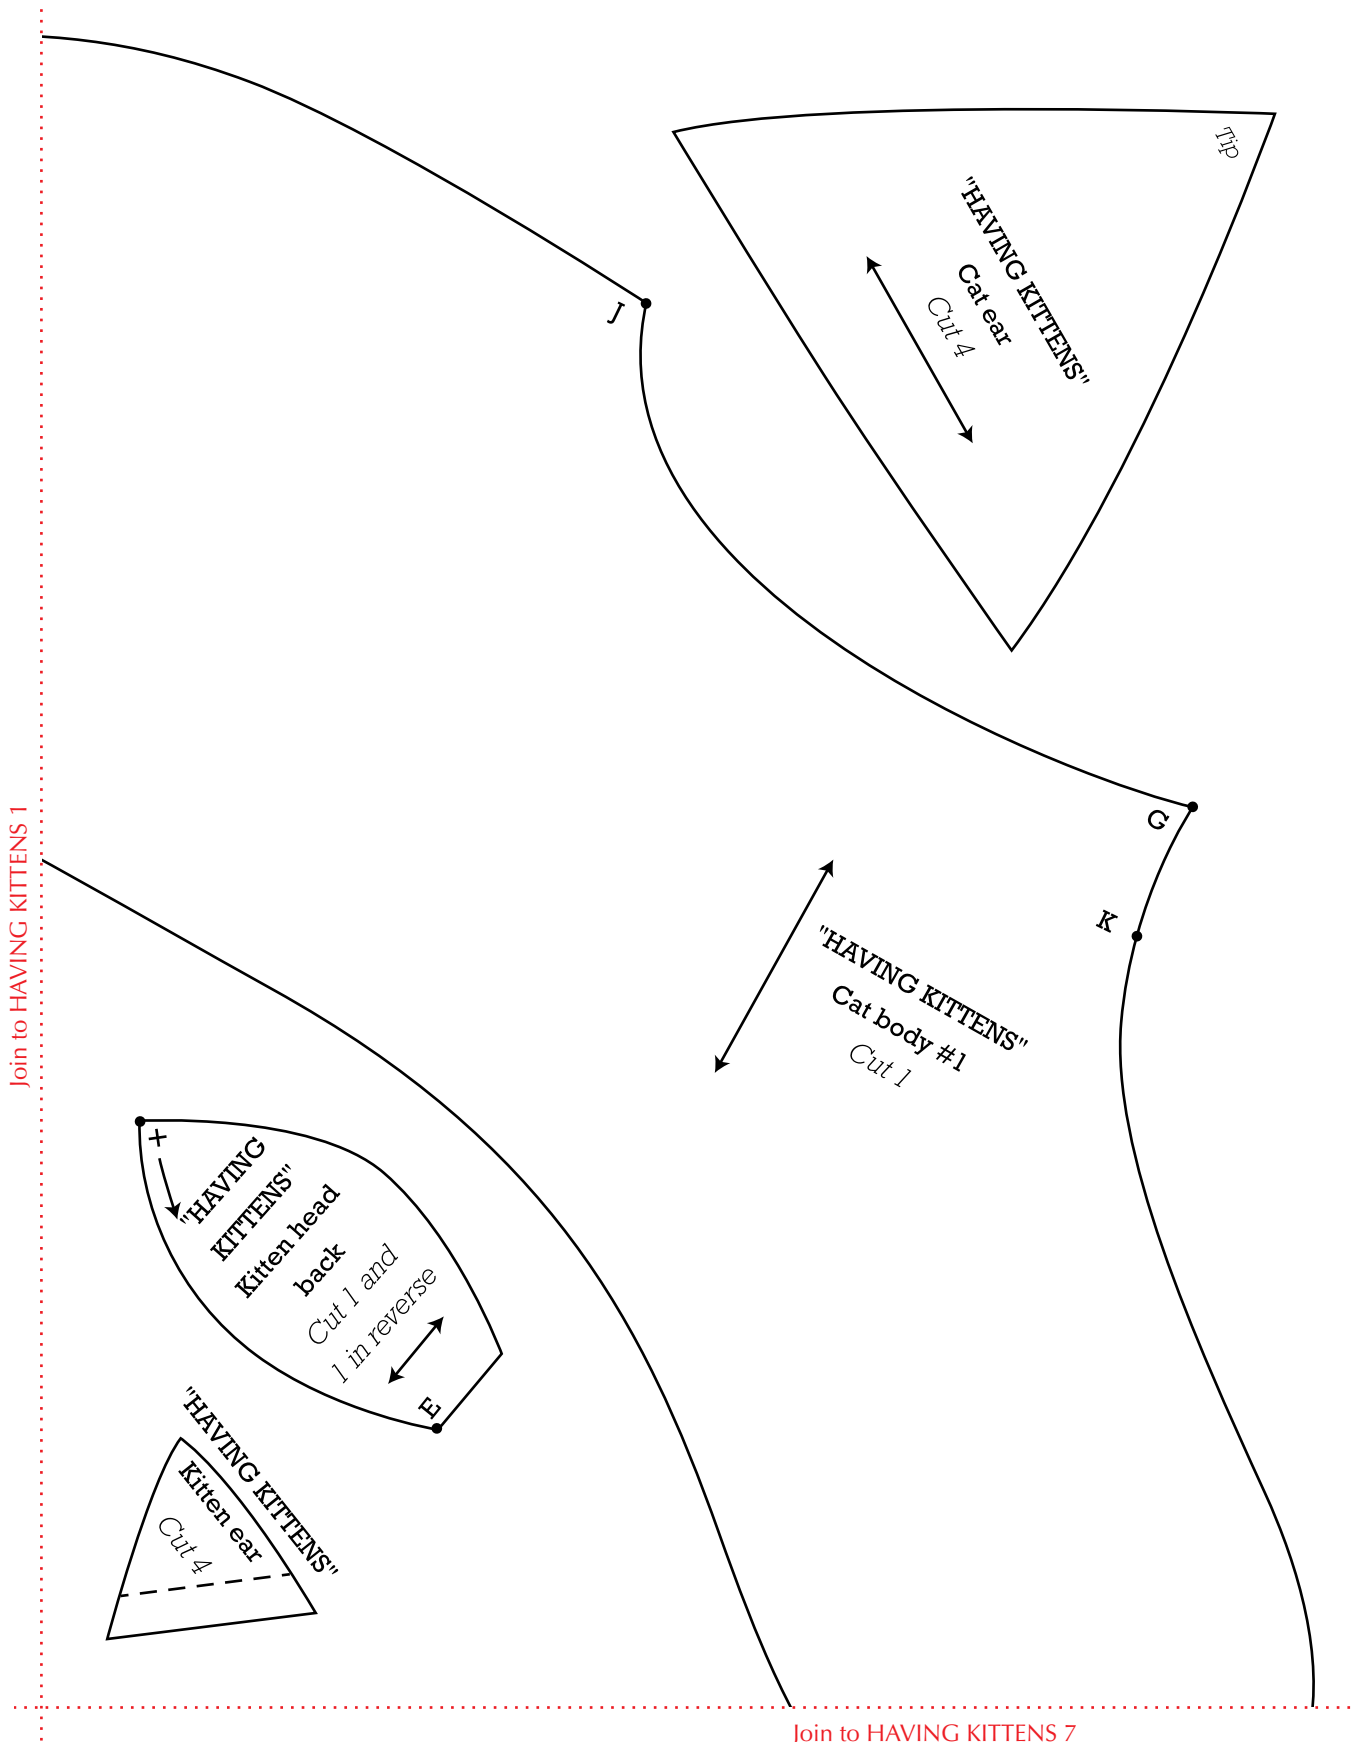 Tip
"HAVING KITTENS"
Cat ear
Cut 4
J
G
K
"HAVING KITTENS"
Cat body #1
Cut 1
Join to HAVING KITTENS 1
+
"HAVING
KITTENS"
Kitten head
back
Cut 1 and
1 in reverse
E
"HAVING KITTENS"
Kitten ear
Cut 4
Join to HAVING KITTENS 7